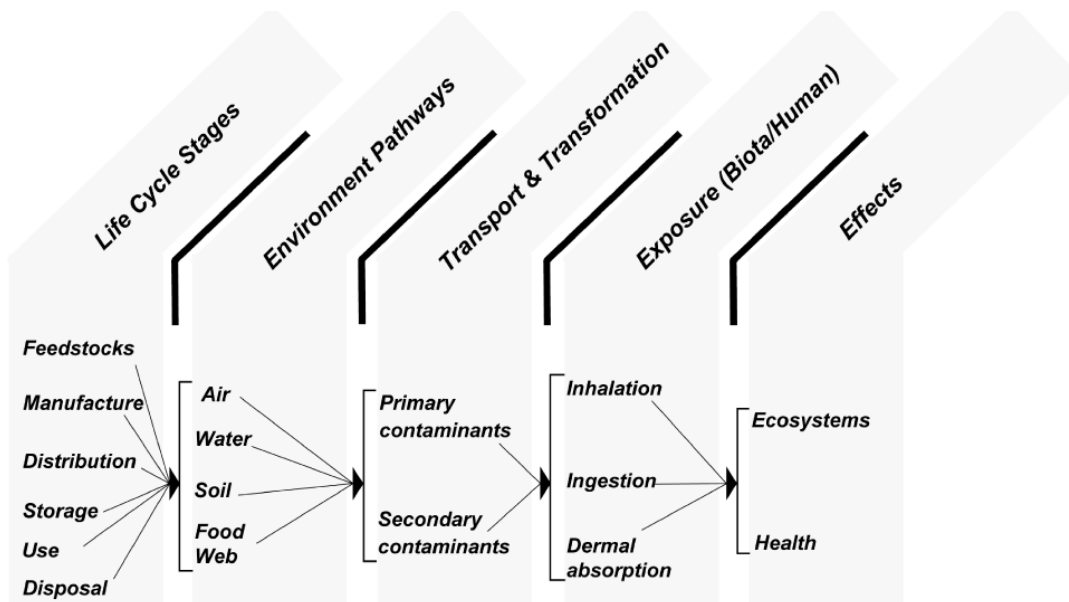 Life Cycle Stages
Environment Pathways
Transport & Transformation
Exposure (Biota/Human)
Effects
Feedstocks
Manufacture
Distribution
Storage
Use
Disposal
Air
Water
Soil
Food
Web
Primary
contaminants
Secondary
contaminants
Inhalation
Ingestion
Dermal
absorption
Ecosystems
Health